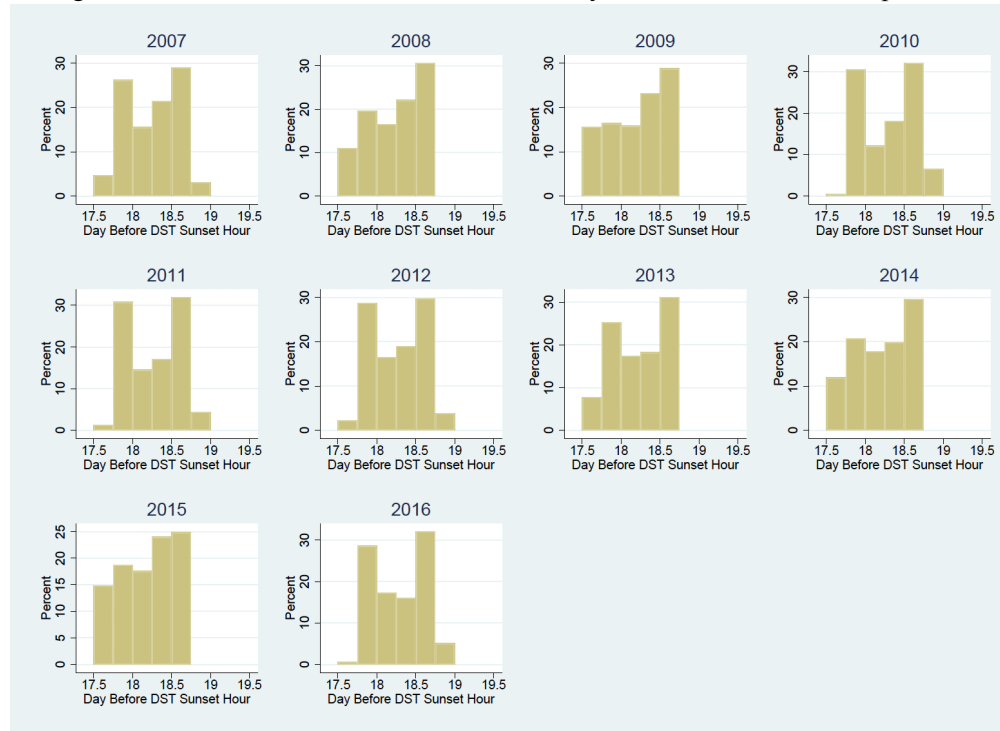 2007 2008 2009 2010
Percent 0 10 20 30 Percent 0 10 20 30 Percent 0 10 20 30 Percent 0 10 20 30
17.5 18 18.5 19 19.5 17.5 18 18.5 19 19.5 17.5 18 18.5 19 19.5 17.5 18 18.5 19 19.5
Day Before DST Sunset Hour Day Before DST Sunset Hour Day Before DST Sunset Hour Day Before DST Sunset Hour
2011 2012 2013 2014
Percent 0 10 20 30 Percent 0 10 20 30 Percent 0 10 20 30 Percent 0 10 20 30
17.5 18 18.5 19 19.5 17.5 18 18.5 19 19.5 17.5 18 18.5 19 19.5 17.5 18 18.5 19 19.5
Day Before DST Sunset Hour Day Before DST Sunset Hour Day Before DST Sunset Hour Day Before DST Sunset Hour
2015 2016
Percent 0 5 10 15 20 25 Percent 0 10 20 30
17.5 18 18.5 19 19.5 17.5 18 18.5 19 19.5
Day Before DST Sunset Hour Day Before DST Sunset Hour